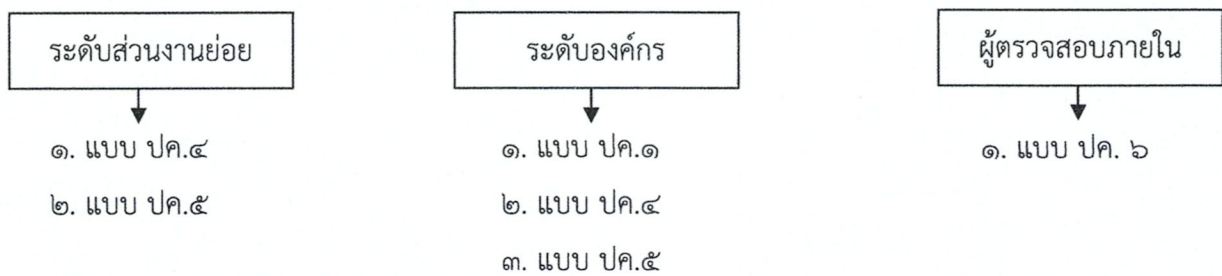 ระดับส่วนงานย่อย
๑. แบบ ปค.๔
๒. แบบ ปค.๕
ระดับองค์กร
๑. แบบ ปค.๑
๒. แบบ ปค.๔
๓. แบบ ปค.๕
ผู้ตรวจสอบภายใน
๑. แบบ ปค. ๖